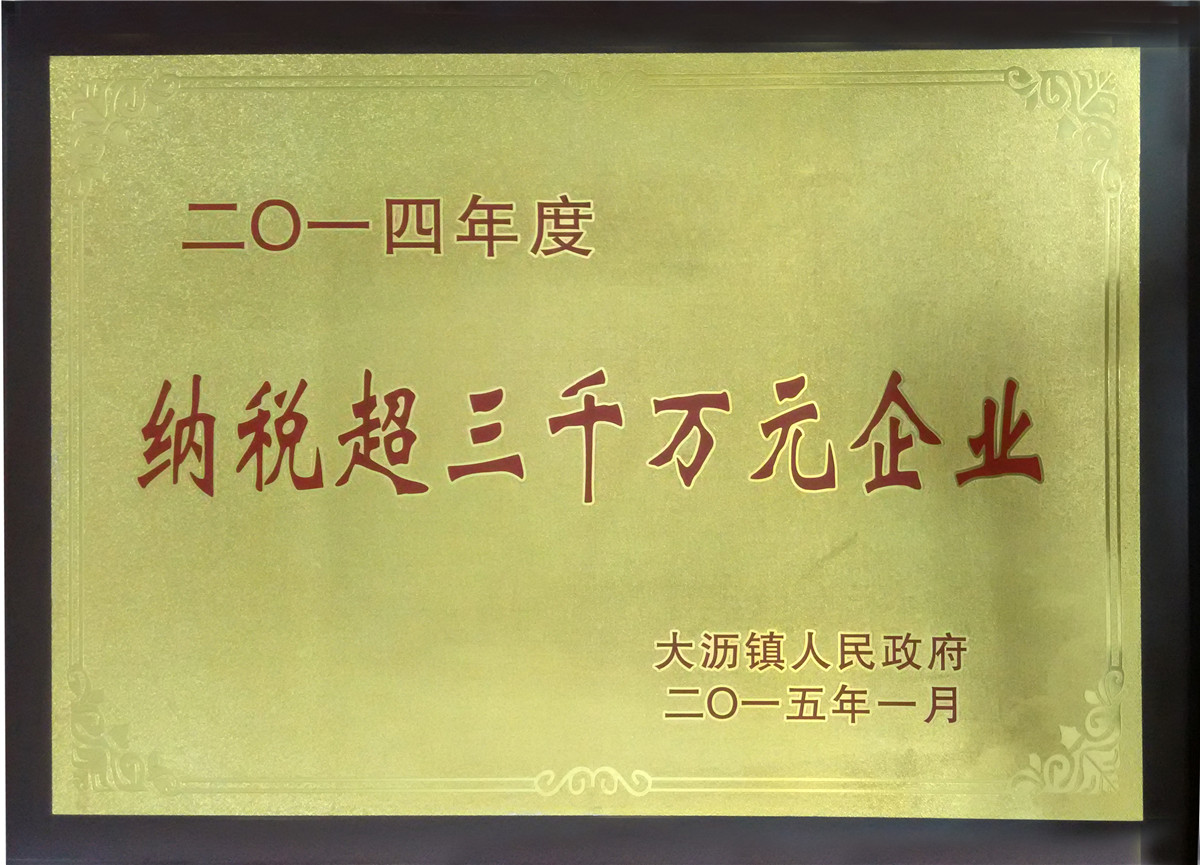 二〇一四年度
纳税超三千万元企业
大沥镇人民政府
二〇一五年一月